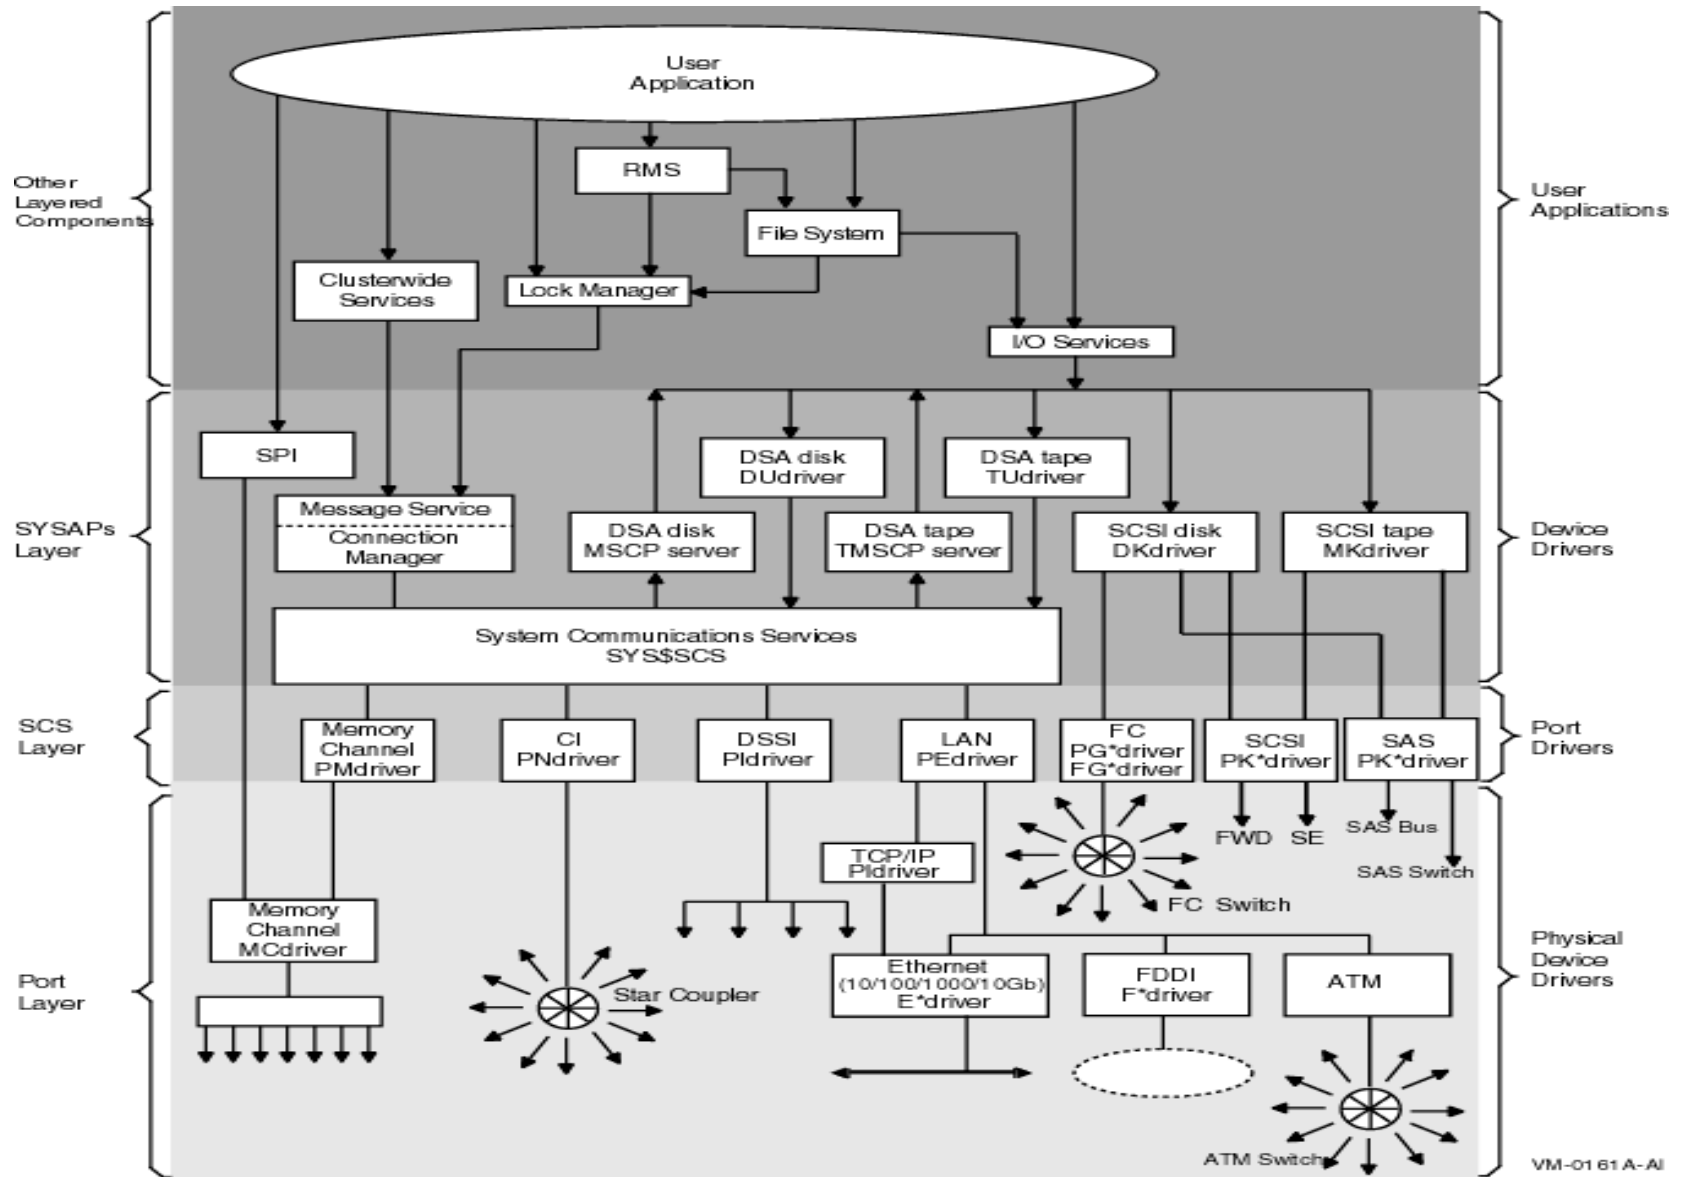 User
Application
RMS
Other
Layered
Components
User
Applications
File System
Clusterwide
Services
Lock Manager
I/O Services
SPI
DSA disk
DUdriver
DSA tape
TUdriver
Message Service
Connection
Manager
SYSAPs
Layer
DSA disk
MSCP server
DSA tape
TMSCP server
SCSI disk
DKdriver
SCSI tape
MKdriver
Device
Drivers
System Communications Services
SYS$SCS
SCS
Layer
Memory
Channel
PMdriver
CI
PNdriver
DSSI
PIdriver
LAN
PEdriver
FC
PG*driver
FG*driver
SCSI
PK*driver
SAS
PK*driver
Port
Drivers
FWD
SE
SAS Bus
SAS Switch
TCP/IP
PIdriver
FC Switch
Memory
Channel
MCdriver
Port
Layer
Star Coupler
Ethernet
(10/100/1000/10Gb)
E*driver
FDDI
F*driver
ATM
Physical
Device
Drivers
ATM Switch
VM-0161A-AI